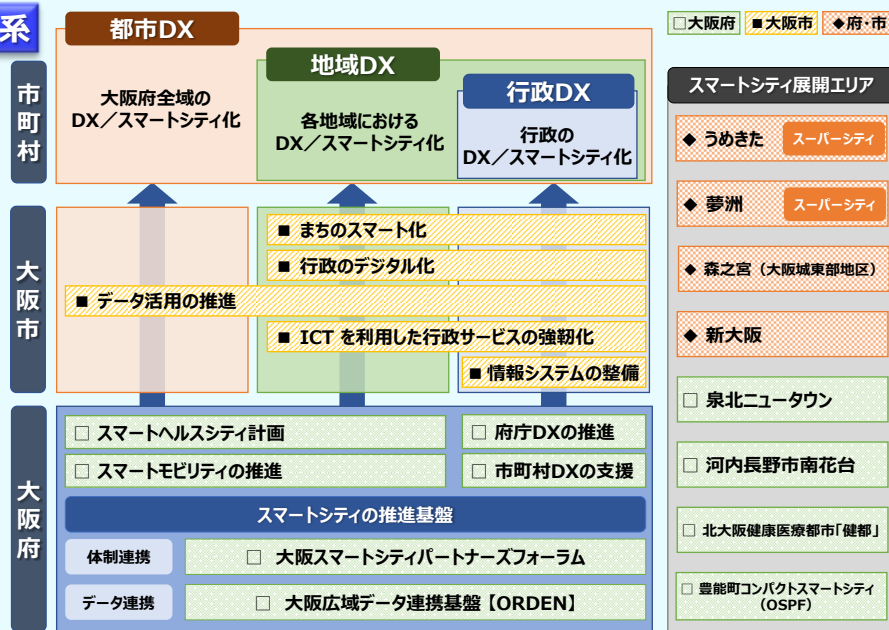 系
都市DX
大阪府全域の
DX／スマートシティ化
地域DX
各地域における
DX／スマートシティ化
行政DX
行政の
DX／スマートシティ化
市町村
大阪市
■ まちのスマート化
■ 行政のデジタル化
■ データ活用の推進
■ ICT を利用した行政サービスの強靭化
■ 情報システムの整備
大阪府
□ スマートヘルスシティ計画
□ 府庁DXの推進
□ スマートモビリティの推進
□ 市町村DXの支援
スマートシティの推進基盤
体制連携
□ 大阪スマートシティパートナーズフォーラム
データ連携
□ 大阪広域データ連携基盤【ORDEN】
□大阪府 ■大阪市 ◆府・市
スマートシティ展開エリア
◆ うめきた スーパーシティ
◆ 夢洲 スーパーシティ
◆ 森之宮（大阪城東部地区）
◆ 新大阪
□ 泉北ニュータウン
□ 河内長野市南花台
□ 北大阪健康医療都市「健都」
□ 豊能町コンパクトスマートシティ
（OSPF）